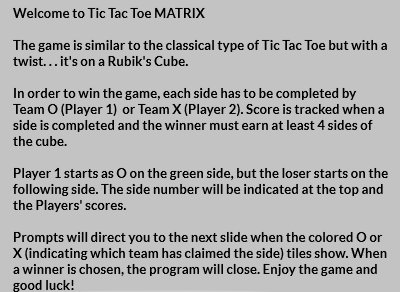 Welcome to Tic Tac Toe MATRIX
The game is similar to the classical type of Tic Tac Toe but with a
twist. . . it's on a Rubik's Cube.
In order to win the game, each side has to be completed by
Team O (Player 1) or Team X (Player 2). Score is tracked when a
side is completed and the winner must earn at least 4 sides of
the cube.
Player 1 starts as O on the green side, but the loser starts on the
following side. The side number will be indicated at the top and
the Players' scores.
Prompts will direct you to the next slide when the colored O or
X (indicating which team has claimed the side) tiles show. When
a winner is chosen, the program will close. Enjoy the game and
good luck!